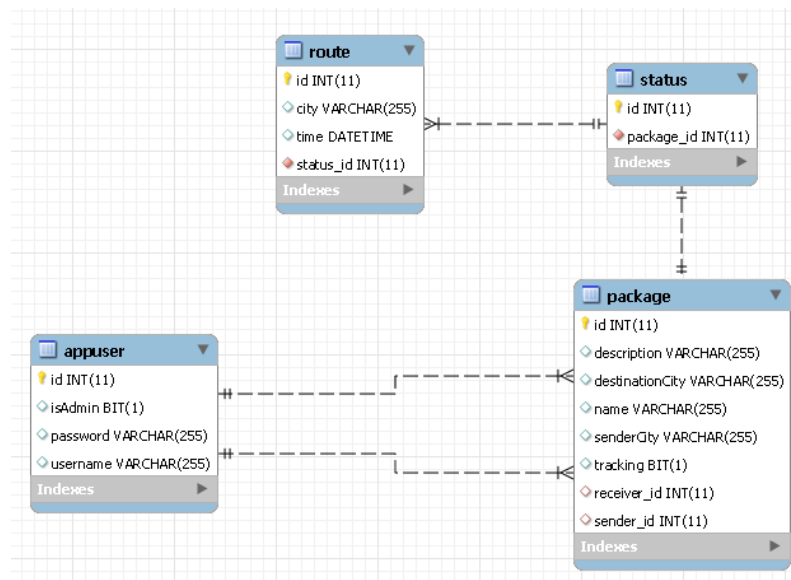 route
id INT(11)
city VARCHAR(255)
time DATETIME
status_id INT(11)
Indexes
status
id INT(11)
package_id INT(11)
Indexes
appuser
id INT(11)
isAdmin BIT(1)
password VARCHAR(255)
username VARCHAR(255)
Indexes
package
id INT(11)
description VARCHAR(255)
destinationCity VARCHAR(255)
name VARCHAR(255)
senderCity VARCHAR(255)
tracking BIT(1)
receiver_id INT(11)
sender_id INT(11)
Indexes